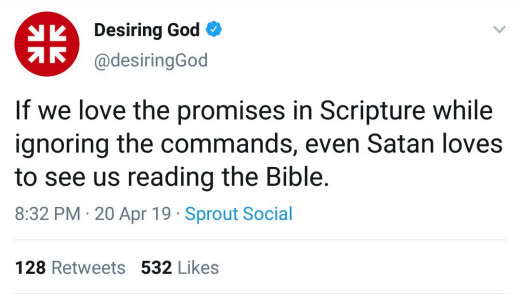 Desiring God
@desiringGod
If we love the promises in Scripture while
ignoring the commands, even Satan loves
to see us reading the Bible.
8:32 PM · 20 Apr 19 · Sprout Social
128 Retweets 532 Likes